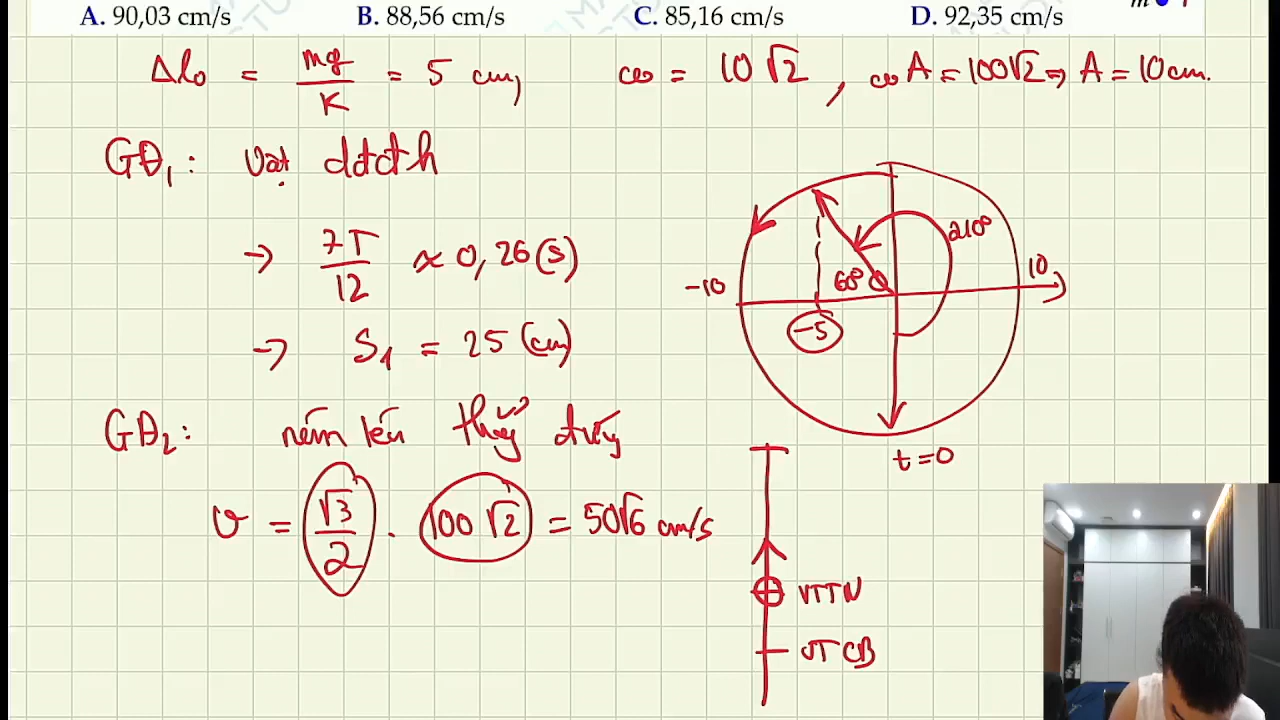 A. 90,03 cm/s B. 88,56 cm/s C. 85,16 cm/s D. 92,35 cm/s
m
Δl₀ = mg/K = 5 cm, ω = 10√2, ωA = 100√2 ⇒ A = 10cm.
GĐ₁: Vật dđđh
→ 7T/12 ≈ 0,26 (s)
210°
-10 60° 10
-5
→ S₁ = 25 (cm)
GĐ₂: ném lên thẳng đứng
t=0
v = √3/2 . 100√2 = 50√6 cm/s
VTTN
VTCB